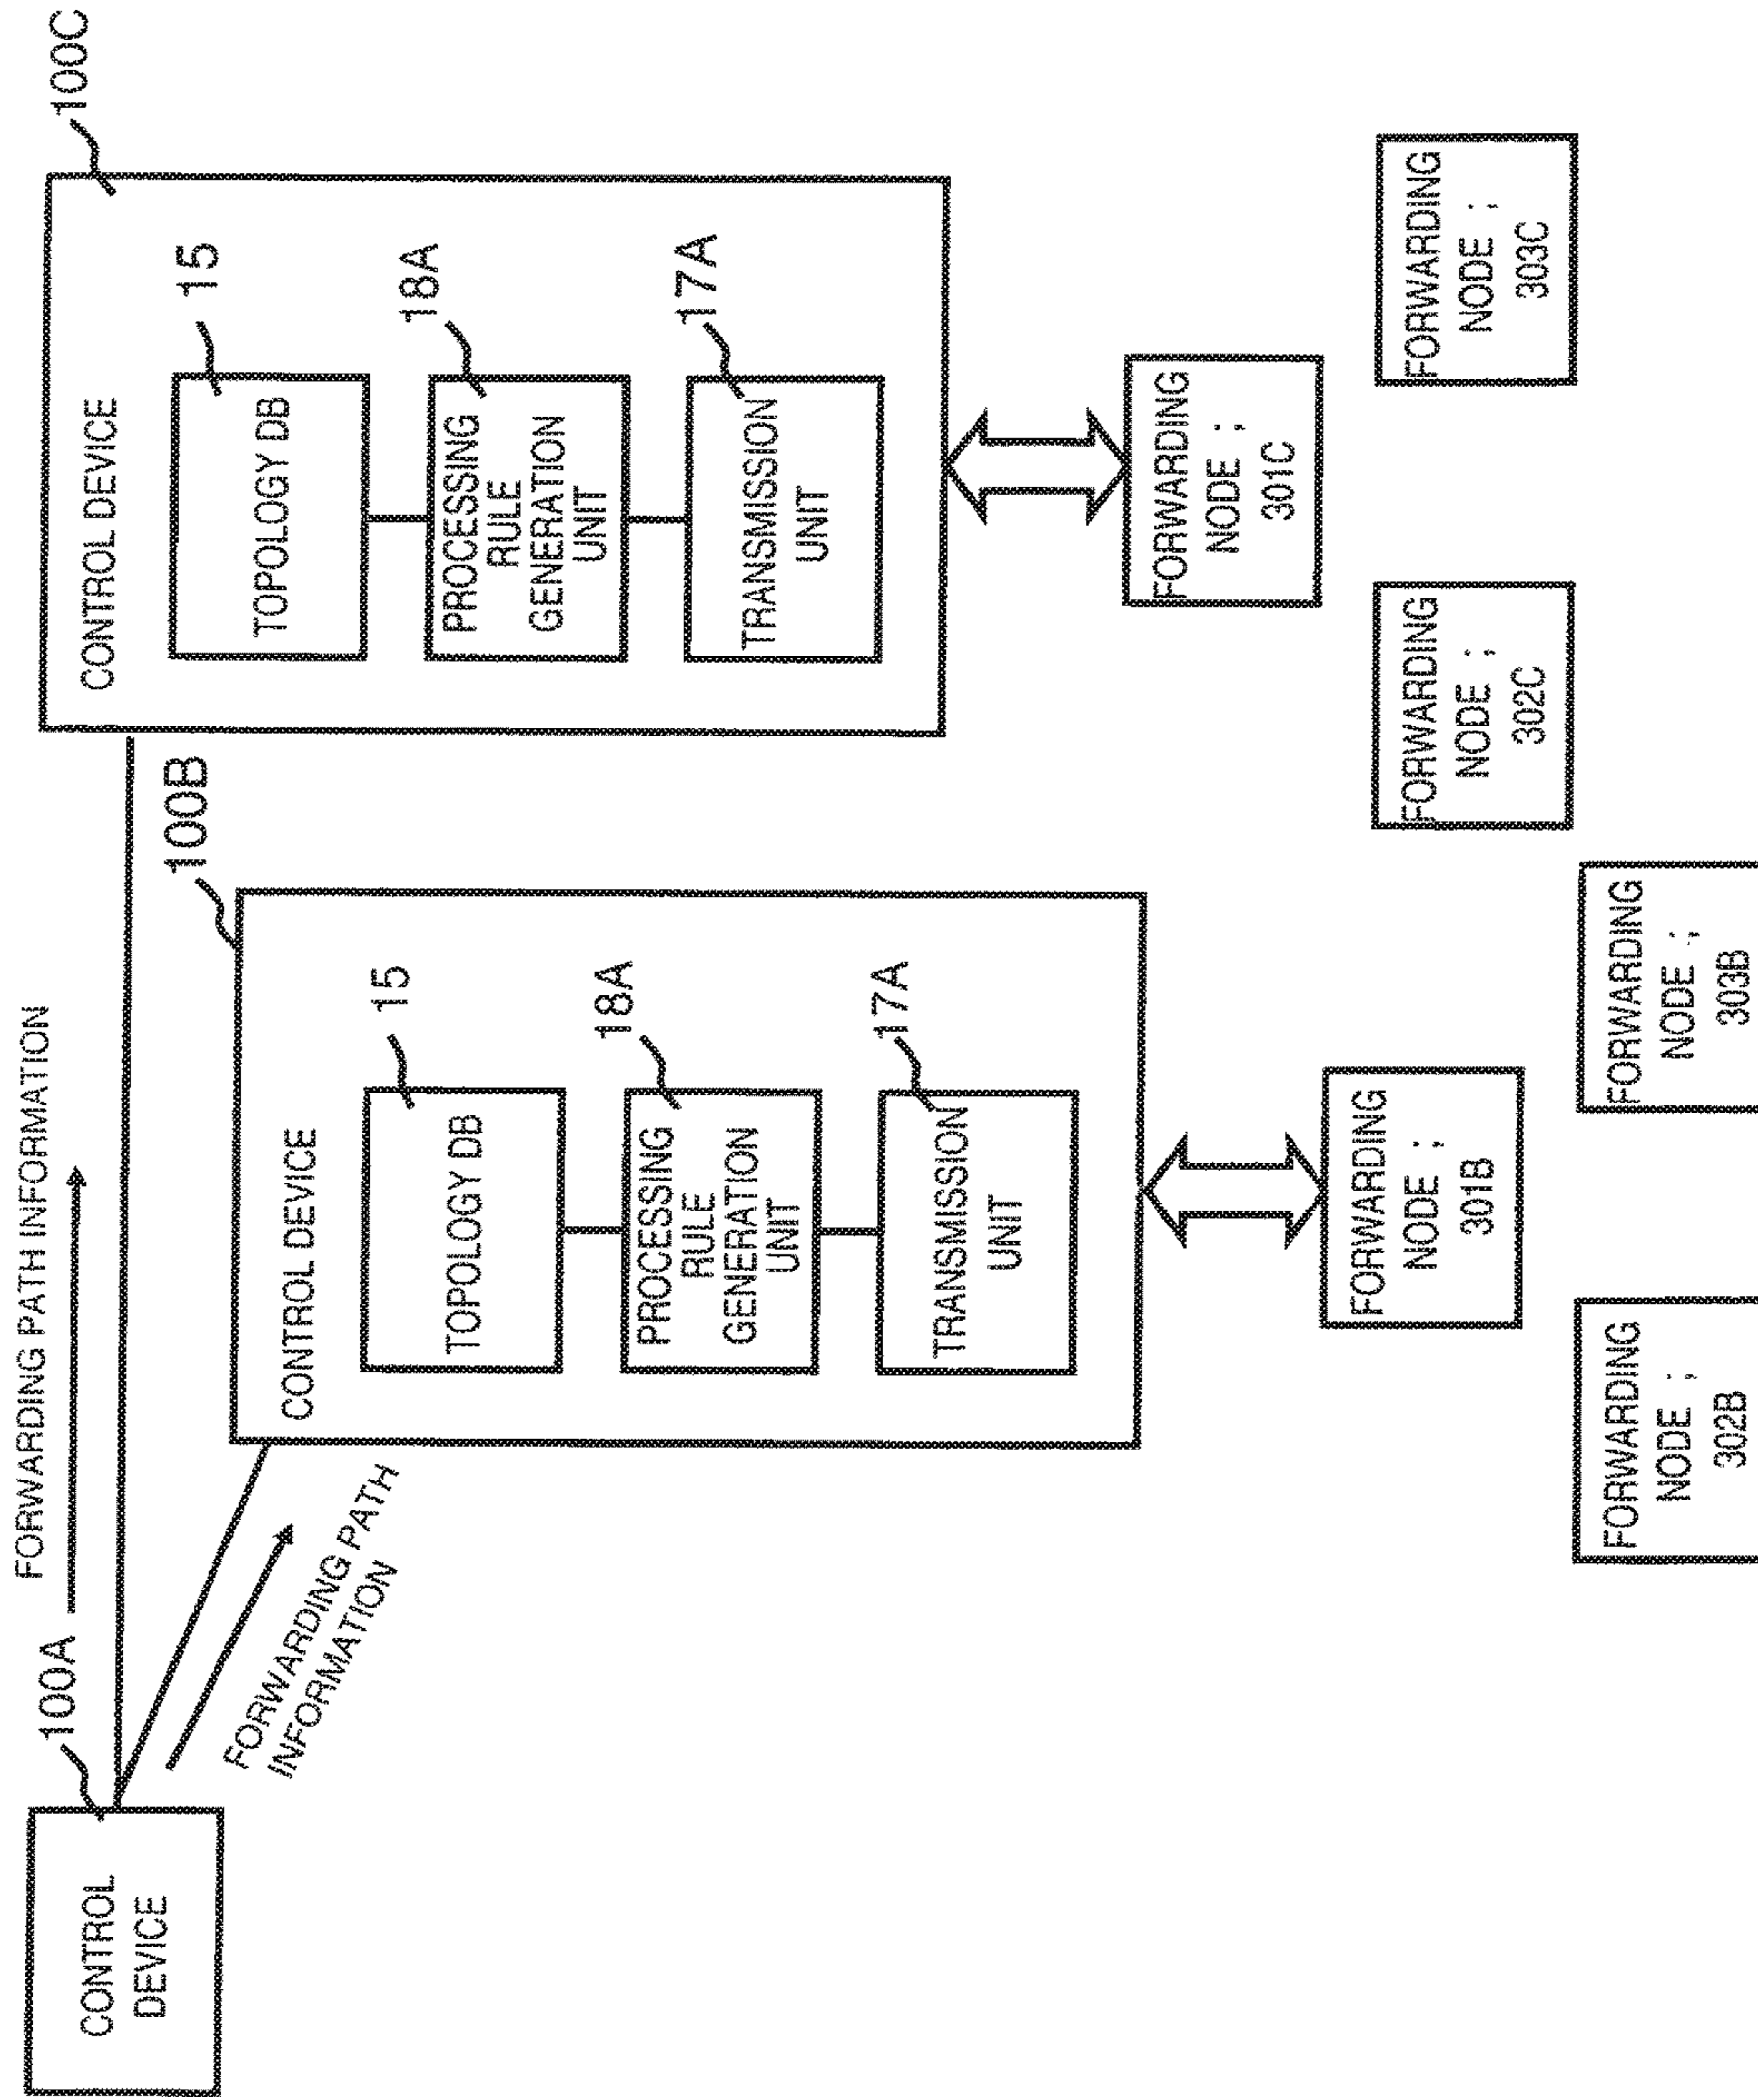 100A
CONTROL
DEVICE
FORWARDING PATH INFORMATION
FORWARDING PATH
INFORMATION
100B
CONTROL DEVICE
15
TOPOLOGY DB
18A
PROCESSING
RULE
GENERATION
UNIT
17A
TRANSMISSION
UNIT
FORWARDING
NODE ;
301B
FORWARDING
NODE ;
302B
FORWARDING
NODE ;
303B
100C
CONTROL DEVICE
15
TOPOLOGY DB
18A
PROCESSING
RULE
GENERATION
UNIT
17A
TRANSMISSION
UNIT
FORWARDING
NODE ;
301C
FORWARDING
NODE ;
302C
FORWARDING
NODE ;
303C